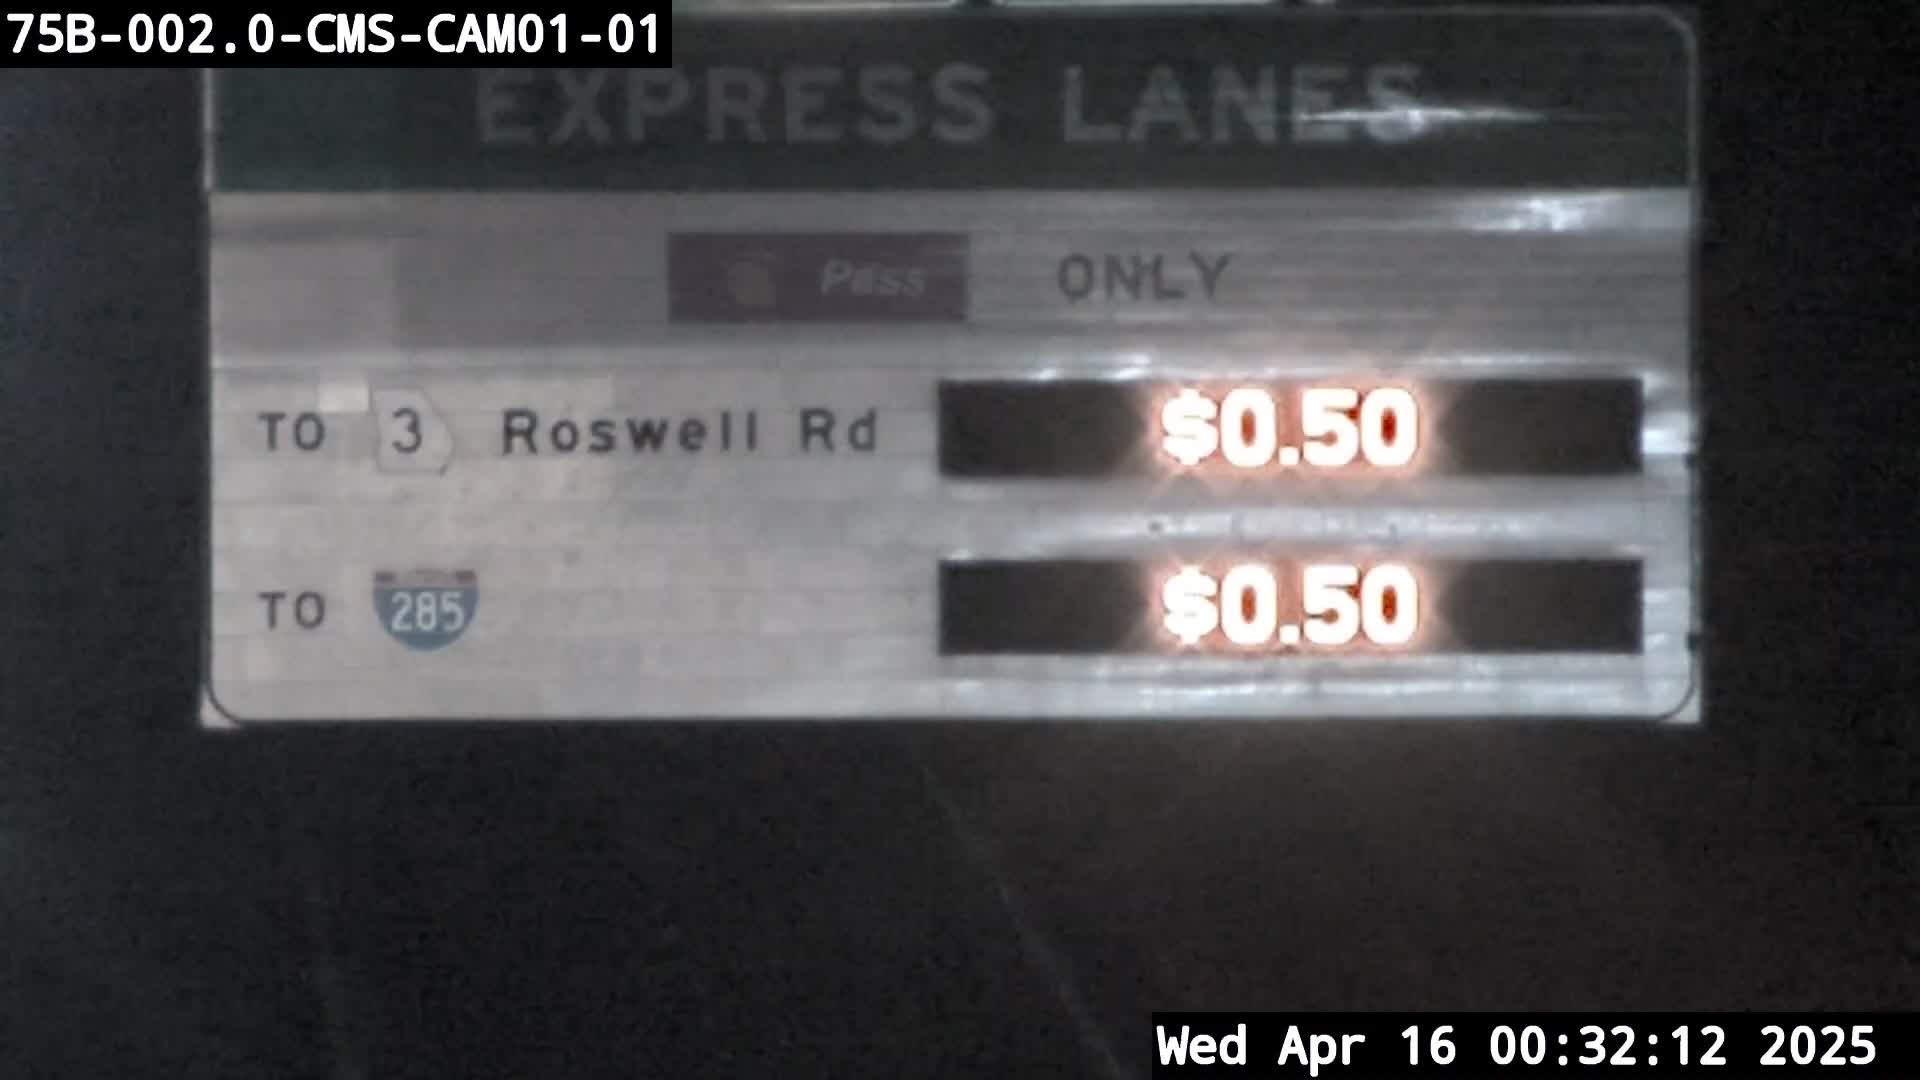 75B-002.0-CMS-CAM01-01
EXPRESS LANES
Pass ONLY
TO 3 Roswell Rd $0.50
TO 285 $0.50
Wed Apr 16 00:32:12 2025